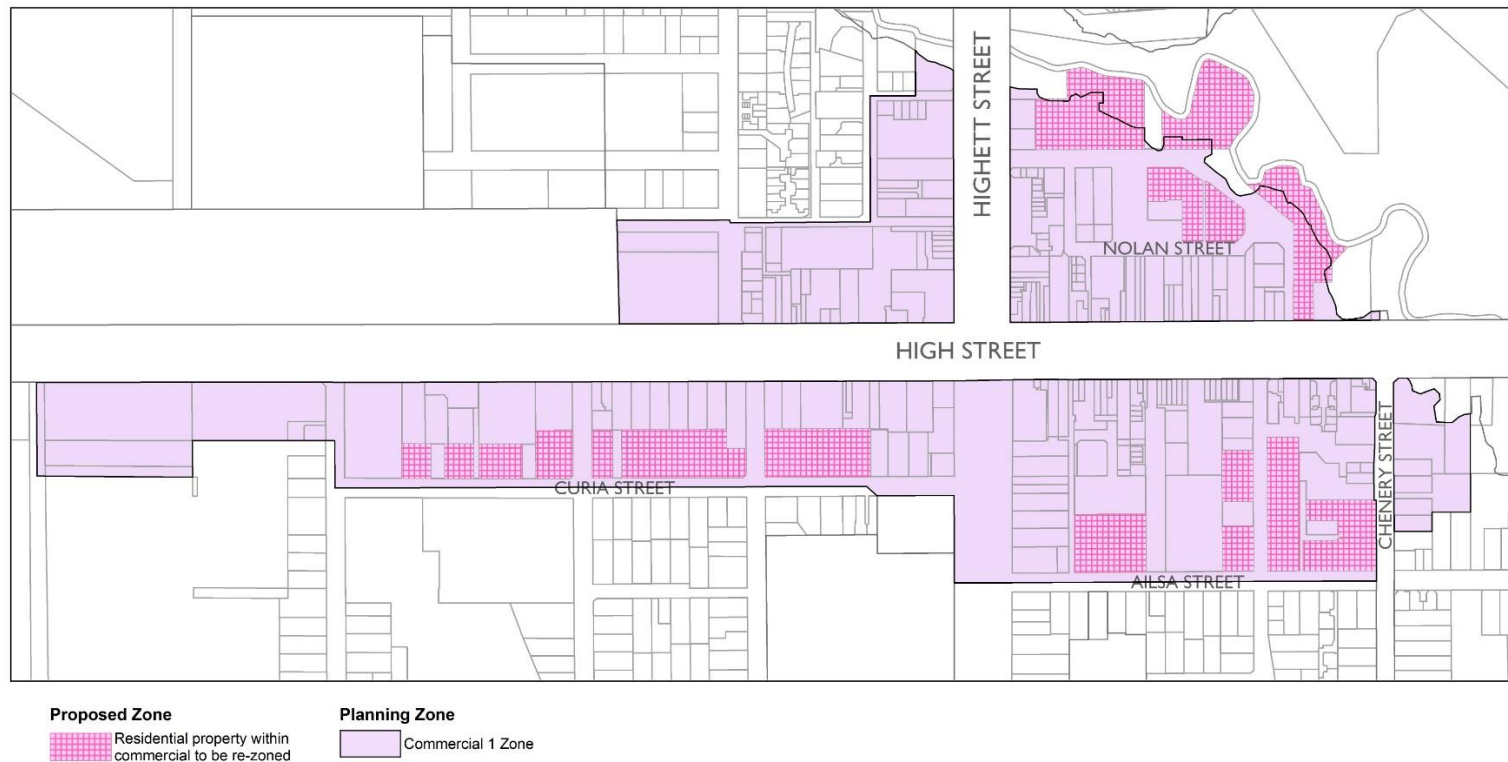 HIGHETT STREET
NOLAN STREET
HIGH STREET
CHENERY STREET
CURIA STREET
AILSA STREET
Proposed Zone
Residential property within
commercial to be re-zoned
Planning Zone
Commercial 1 Zone